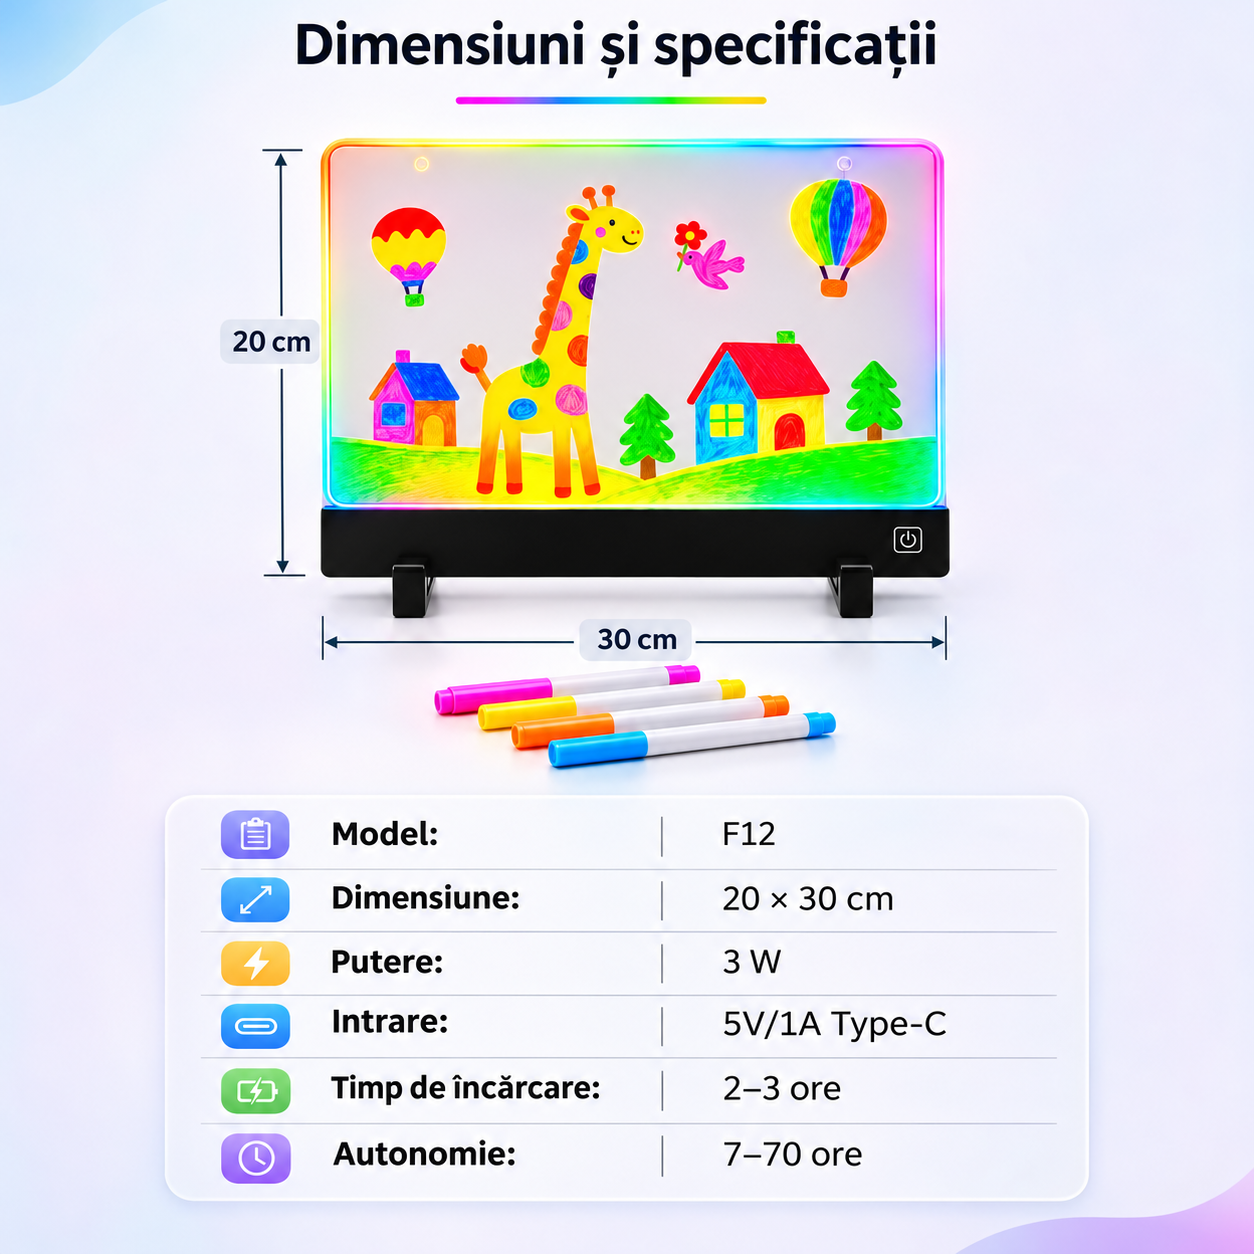 Dimensiuni și specificații
20 cm
30 cm
Model: F12
Dimensiune: 20 × 30 cm
Putere: 3 W
Intrare: 5V/1A Type-C
Timp de încărcare: 2–3 ore
Autonomie: 7–70 ore